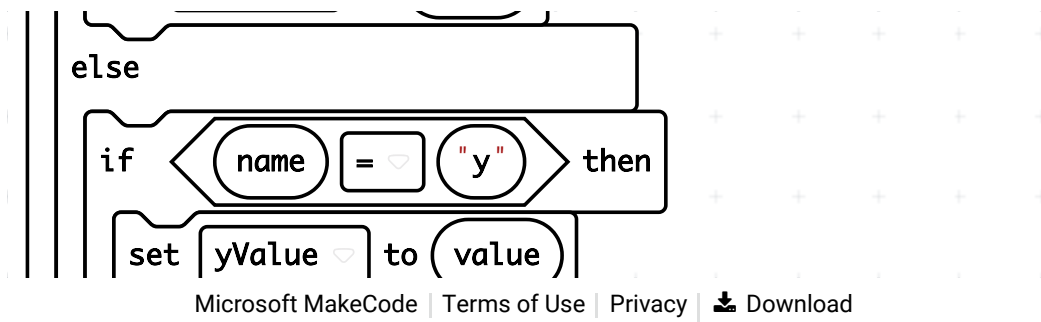 else
if name = "y" then
set yValue to value
Microsoft MakeCode Terms of Use Privacy Download